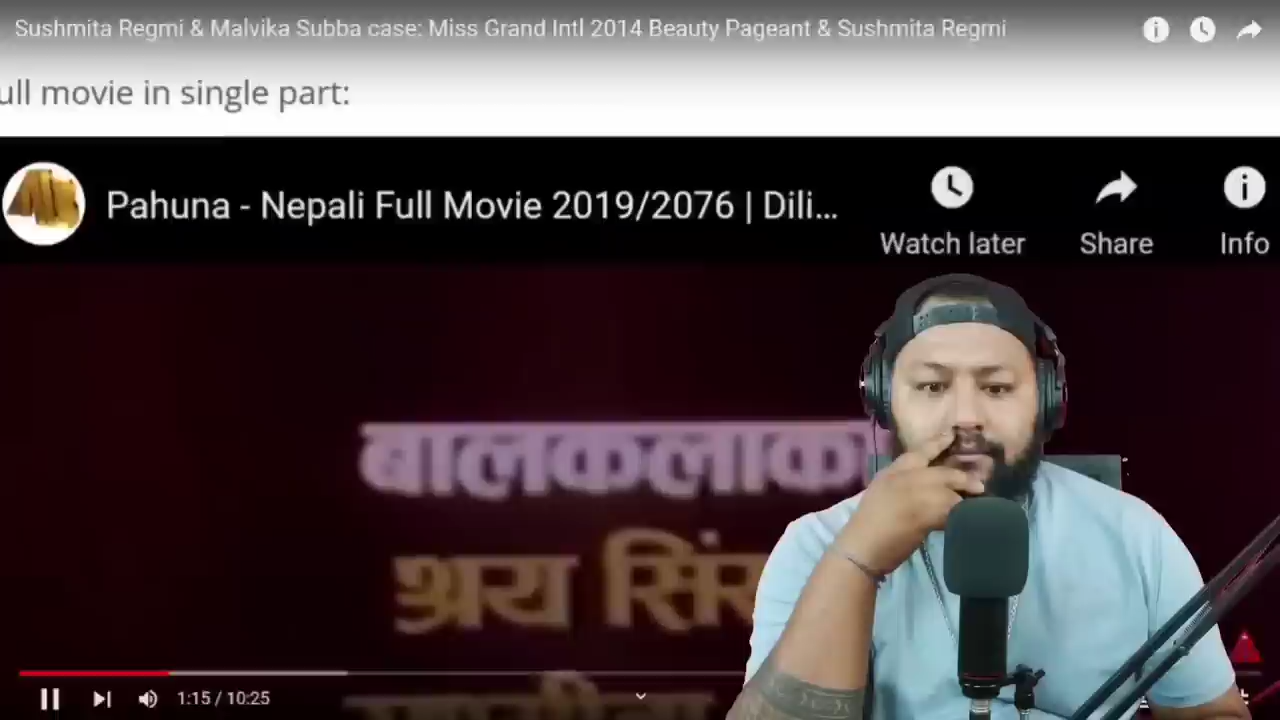 Sushmita Regmi & Malvika Subba case: Miss Grand Intl 2014 Beauty Pageant & Sushmita Regmi
ull movie in single part:
Pahuna - Nepali Full Movie 2019/2076 | Dili...
Watch later
Share
Info
बालकलाका
श्रय सिं
1:15 / 10:25